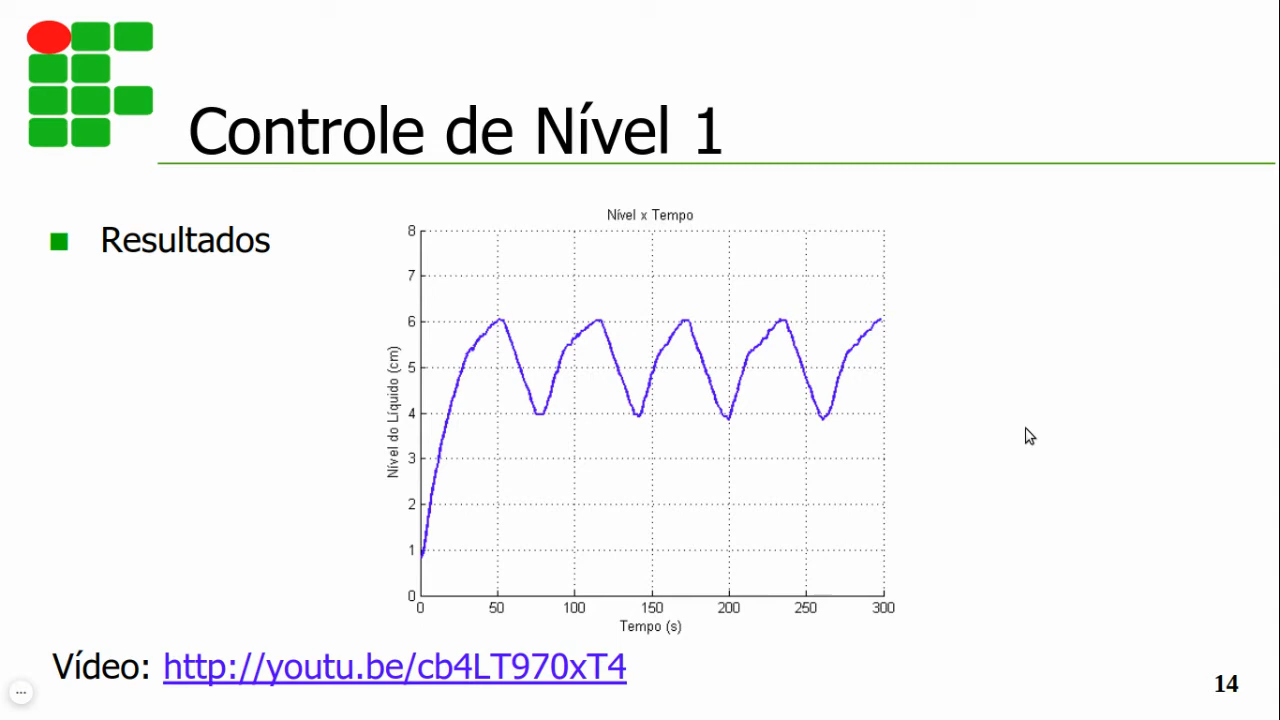 Controle de Nível 1
Resultados
Nível x Tempo
8
7
6
5
4
3
2
1
0
Nível do Líquido (cm)
0 50 100 150 200 250 300
Tempo (s)
Vídeo: http://youtu.be/cb4LT970xT4
14